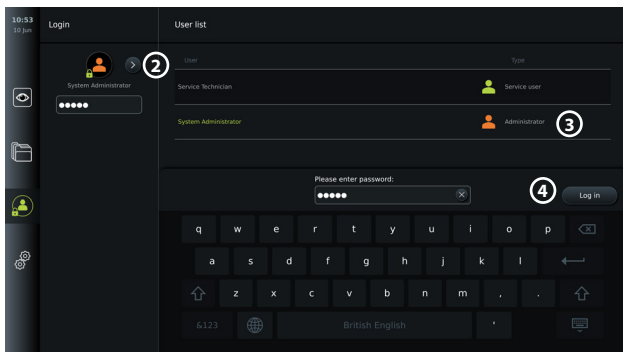 10:53
10 Jun
Login
User list
2
System Administrator
User
Type
Service Technician
Service user
System Administrator
Administrator
3
Please enter password:
4
Log in
q w e r t y u i o p
a s d f g h j k l
z x c v b n m , .
&123
British English
'